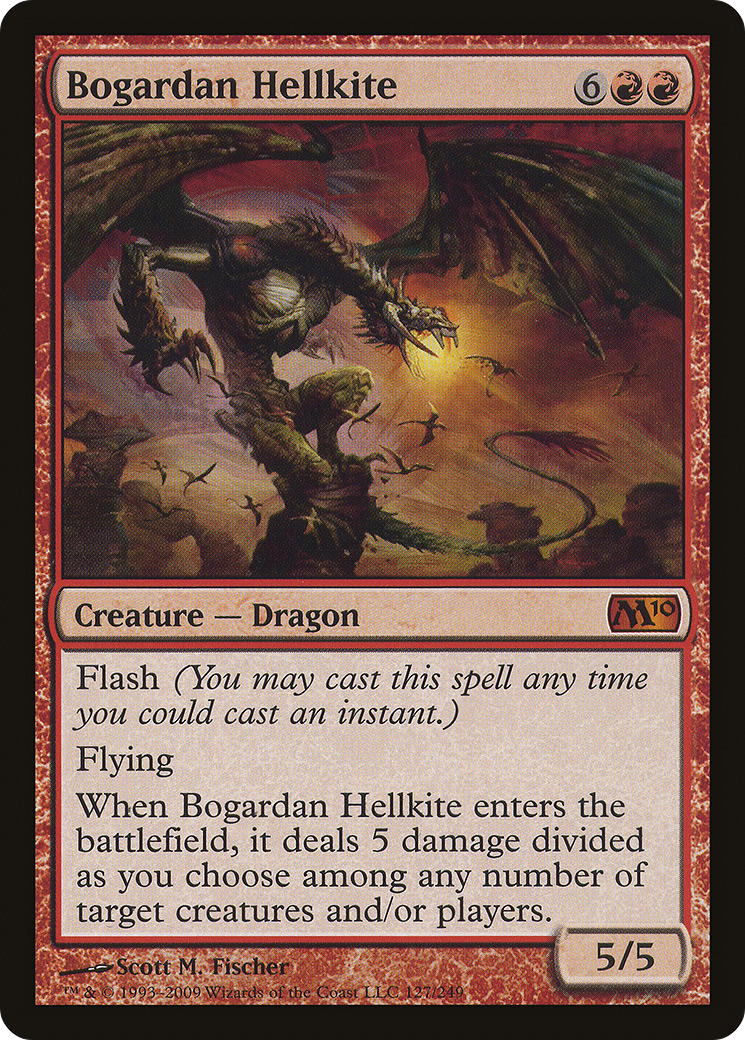 Bogardan Hellkite 6
Creature — Dragon M10
Flash (You may cast this spell any time
you could cast an instant.)
Flying
When Bogardan Hellkite enters the
battlefield, it deals 5 damage divided
as you choose among any number of
target creatures and/or players.
5/5
Scott M. Fischer
™ & © 1993–2009 Wizards of the Coast LLC 127/249